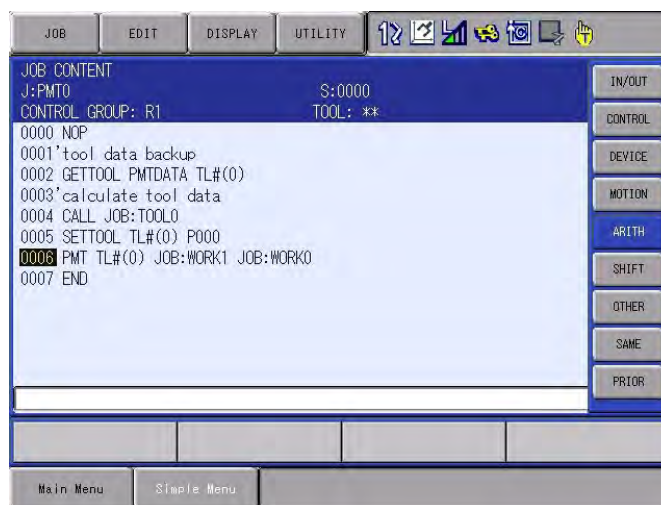 JOB EDIT DISPLAY UTILITY
JOB CONTENT
J:PMT0 S:0000
CONTROL GROUP: R1 TOOL: **
0000 NOP
0001'tool data backup
0002 GETTOOL PMTDATA TL#(0)
0003'calculate tool data
0004 CALL JOB:TOOL0
0005 SETTOOL TL#(0) P000
0006 PMT TL#(0) JOB:WORK1 JOB:WORK0
0007 END
IN/OUT
CONTROL
DEVICE
MOTION
ARITH
SHIFT
OTHER
SAME
PRIOR
Main Menu Simple Menu